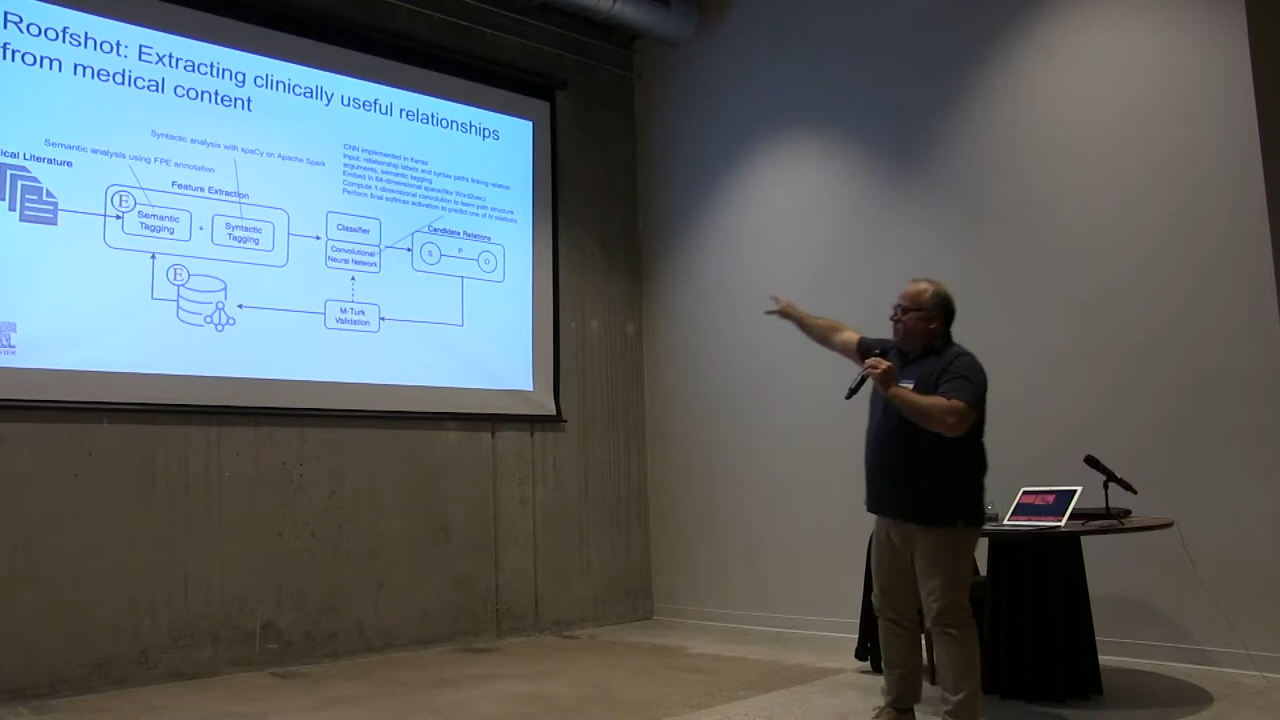 Roofshot: Extracting clinically useful relationships
from medical content
Syntactic analysis with spaCy on Apache Spark
Semantic analysis using FPE annotation
CNN implemented in Keras
Input: relationship labels and syntax paths linking relation
arguments, semantic tagging
Embed in 64-dimensional space(like Word2vec)
Compute 1-dimensional convolution to learn path structure
Perform final softmax activation to predict one of N relations
ical Literature
Feature Extraction
E
Semantic
Tagging
+
Syntactic
Tagging
Classifier
Convolutional
Neural Network
Candidate Relations
S
P
O
E
M-Turk
Validation